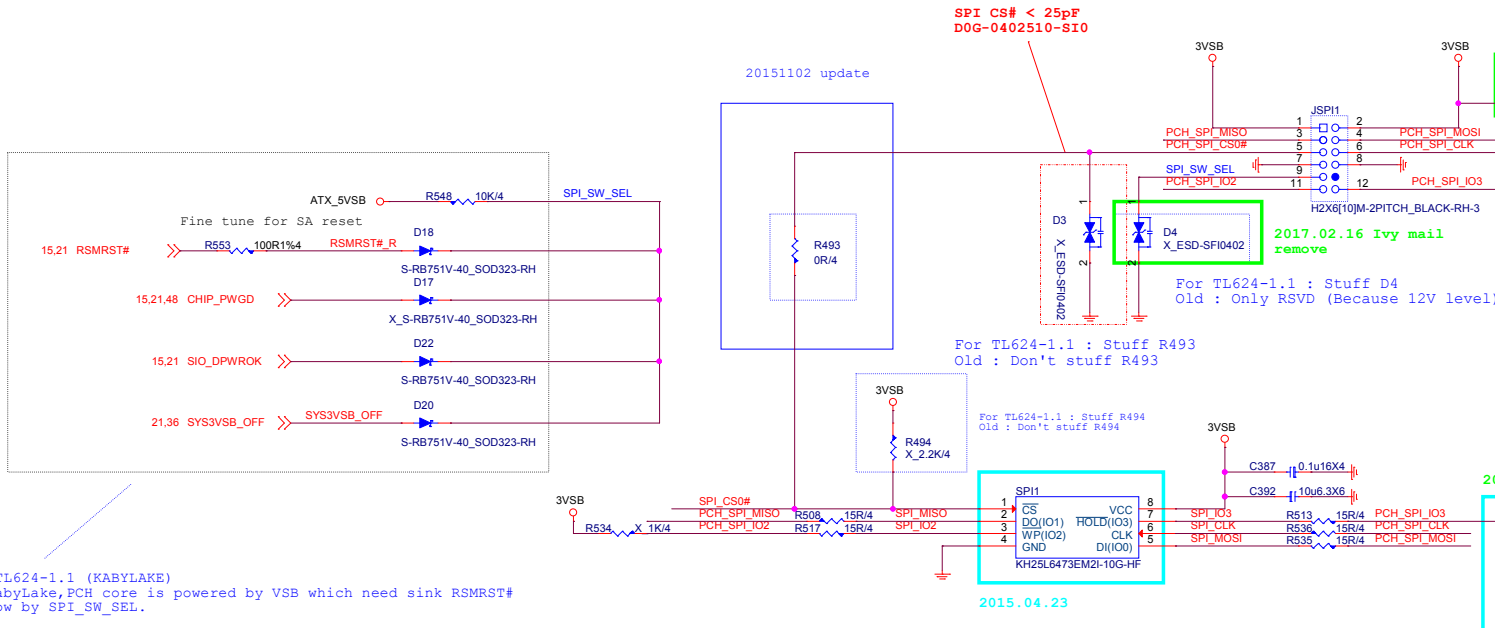 SPI CS# < 25pF
D0G-0402510-SI0
20151102 update
3VSB
3VSB
JSPI1
1
2
PCH_SPI_MISO
3
4
PCH_SPI_MOSI
PCH_SPI_CS0#
5
6
PCH_SPI_CLK
7
8
SPI_SW_SEL
9
PCH_SPI_IO2
11
12
PCH_SPI_IO3
H2X6[10]M-2PITCH_BLACK-RH-3
ATX_5VSB
R548
10K/4
SPI_SW_SEL
Fine tune for SA reset
15,21 RSMRST#
R553
100R1%4
RSMRST#_R
D18
S-RB751V-40_SOD323-RH
D17
15,21,48 CHIP_PWGD
X_S-RB751V-40_SOD323-RH
D22
15,21 SIO_DPWROK
S-RB751V-40_SOD323-RH
D20
21,36 SYS3VSB_OFF
SYS3VSB_OFF
S-RB751V-40_SOD323-RH
R493
0R/4
1
D3
X_ESD-SFI0402
2
1
D4
X_ESD-SFI0402
2
2017.02.16 Ivy mail
remove
For TL624-1.1 : Stuff D4
Old : Only RSVD (Because 12V level)
For TL624-1.1 : Stuff R493
Old : Don't stuff R493
3VSB
R494
X_2.2K/4
For TL624-1.1 : Stuff R494
Old : Don't stuff R494
3VSB
C387
0.1u16X4
C392
10u6.3X6
3VSB
R534
X_1K/4
SPI_CS0#
PCH_SPI_MISO
R508
15R/4
SPI_MISO
PCH_SPI_IO2
R517
15R/4
SPI_IO2
SPI1
1
CS
VCC
8
2
DO(IO1)
HOLD(IO3)
7
3
WP(IO2)
CLK
6
4
GND
DI(IO0)
5
KH25L6473EM2I-10G-HF
SPI_IO3
R513
15R/4
PCH_SPI_IO3
SPI_CLK
R536
15R/4
PCH_SPI_CLK
SPI_MOSI
R535
15R/4
PCH_SPI_MOSI
2015.04.23
TL624-1.1 (KABYLAKE)
abyLake,PCH core is powered by VSB which need sink RSMRST#
ow by SPI_SW_SEL.